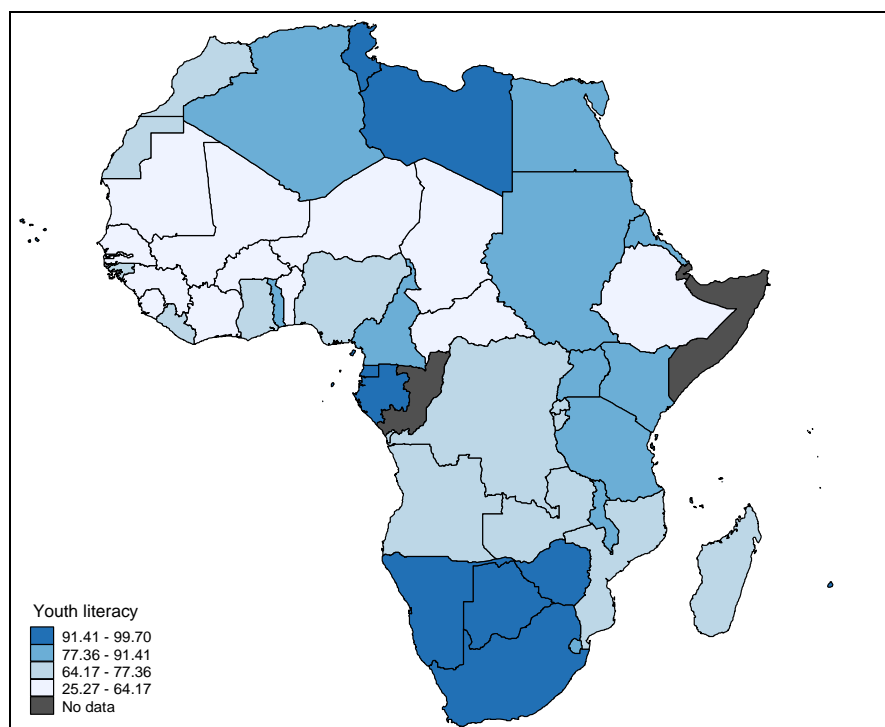 Youth literacy
91.41 - 99.70
77.36 - 91.41
64.17 - 77.36
25.27 - 64.17
No data